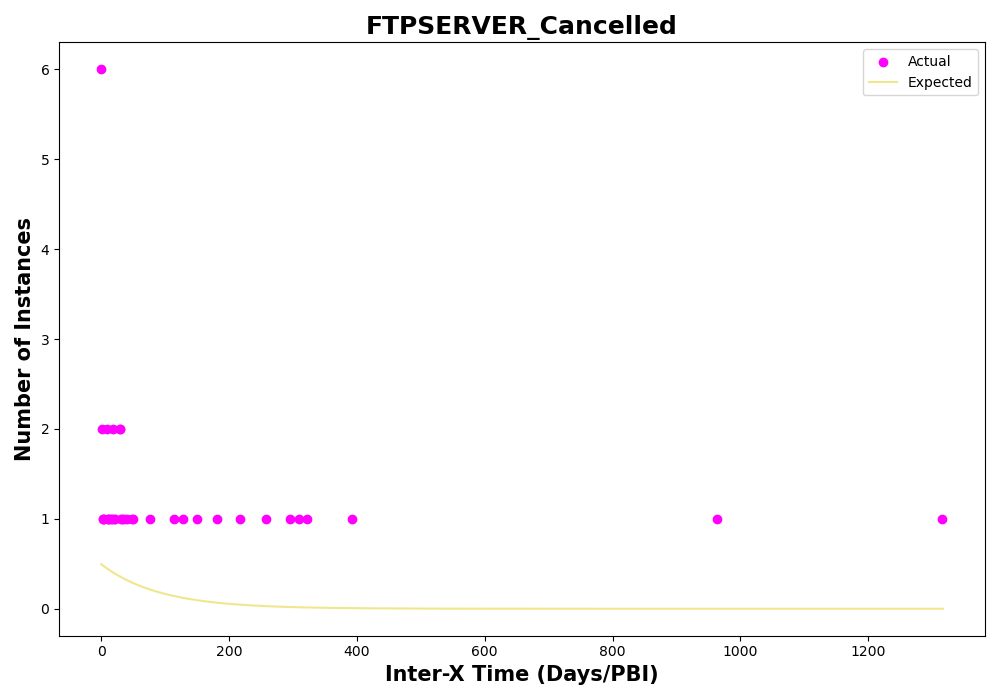 FTPSERVER_Cancelled
Actual
Expected
6
5
4
3
2
1
0
Number of Instances
0 200 400 600 800 1000 1200
Inter-X Time (Days/PBI)